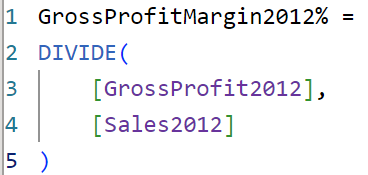 1 GrossProfitMargin2012% =
2 DIVIDE(
3 [GrossProfit2012],
4 [Sales2012]
5 )